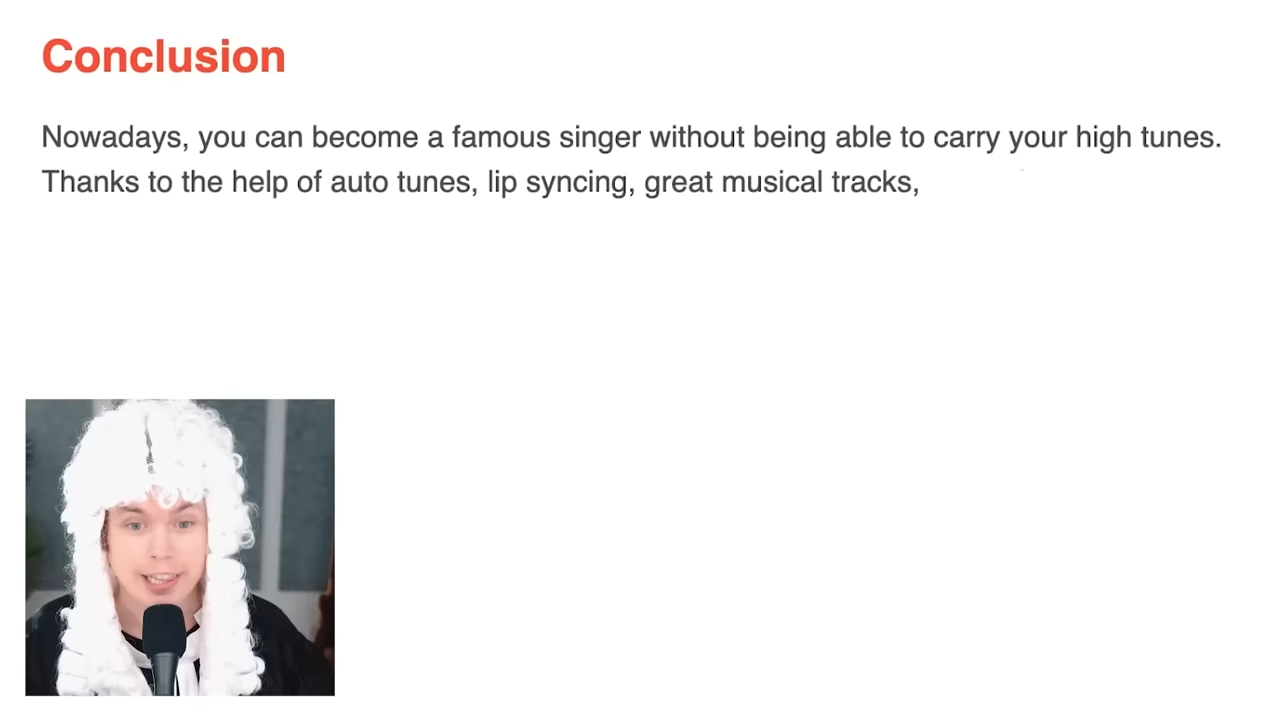 Conclusion
Nowadays, you can become a famous singer without being able to carry your high tunes.
Thanks to the help of auto tunes, lip syncing, great musical tracks,